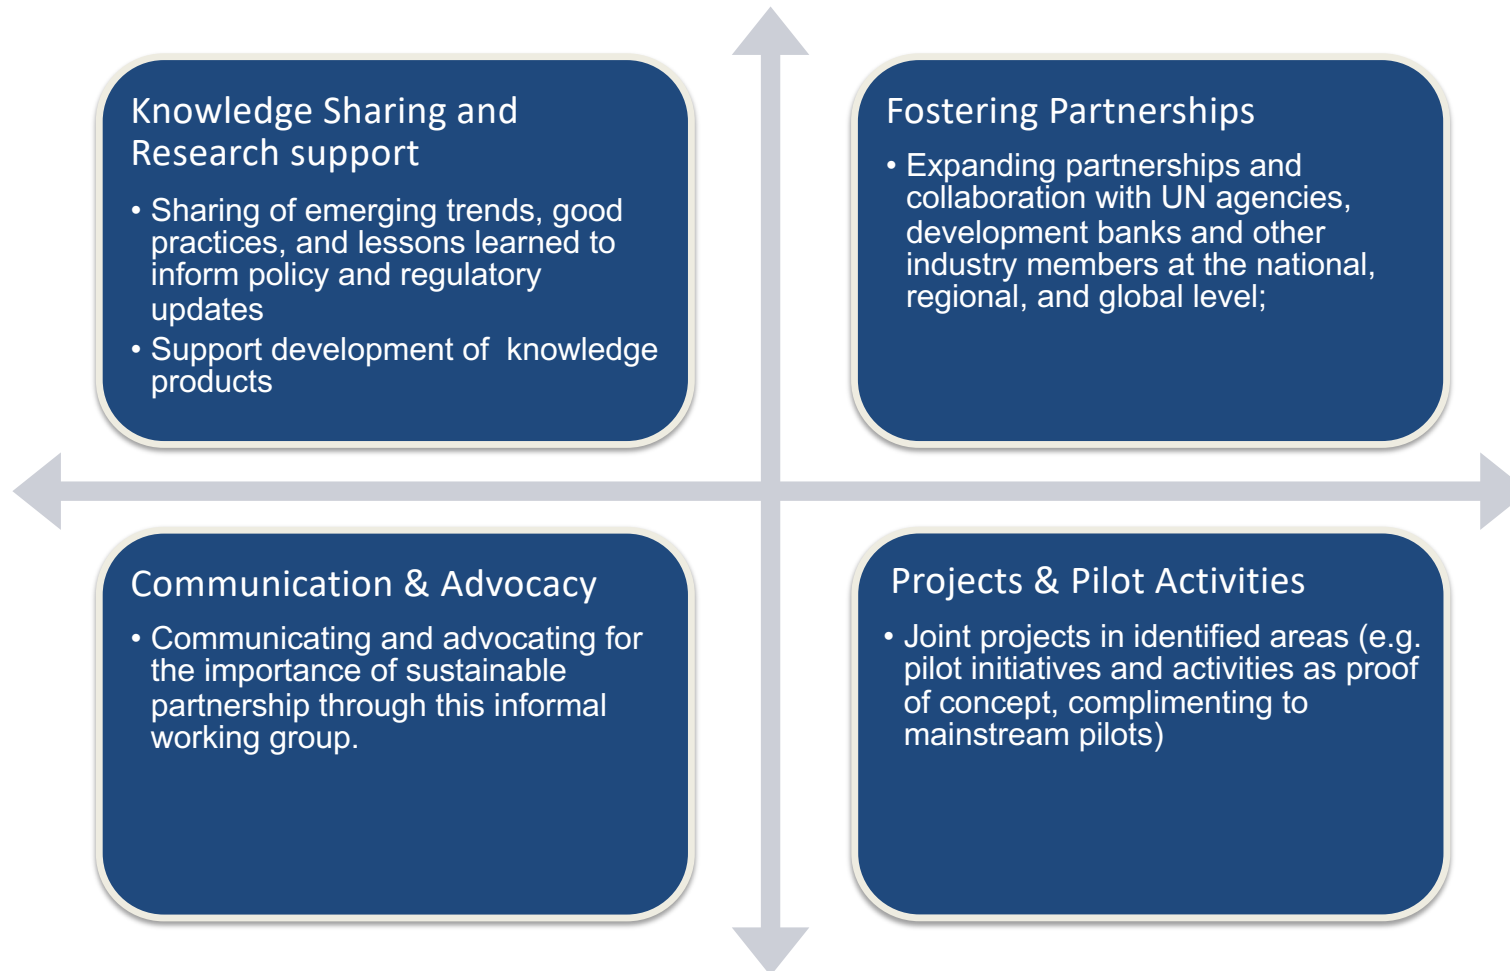 Knowledge Sharing and
Research support
• Sharing of emerging trends, good
practices, and lessons learned to
inform policy and regulatory
updates
• Support development of  knowledge
products
Fostering Partnerships
• Expanding partnerships and
collaboration with UN agencies,
development banks and other
industry members at the national,
regional, and global level;
Communication & Advocacy
• Communicating and advocating for
the importance of sustainable
partnership through this informal
working group.
Projects & Pilot Activities
• Joint projects in identified areas (e.g.
pilot initiatives and activities as proof
of concept, complimenting to
mainstream pilots)